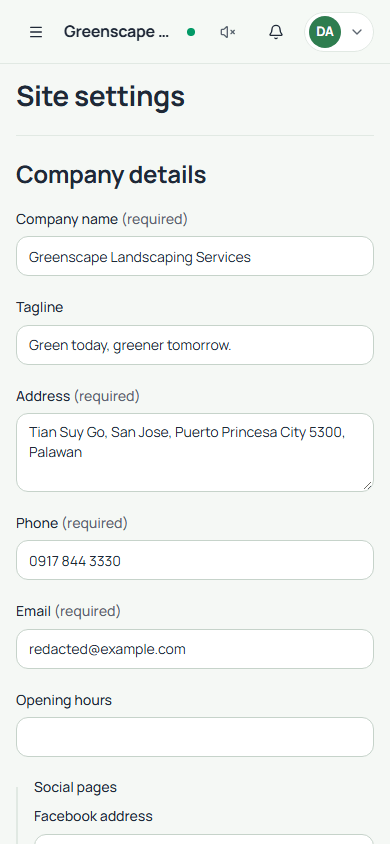 Greenscape ...
DA
Site settings
Company details
Company name (required)
Greenscape Landscaping Services
Tagline
Green today, greener tomorrow.
Address (required)
Tian Suy Go, San Jose, Puerto Princesa City 5300,
Palawan
Phone (required)
0917 844 3330
Email (required)
redacted@example.com
Opening hours
Social pages
Facebook address